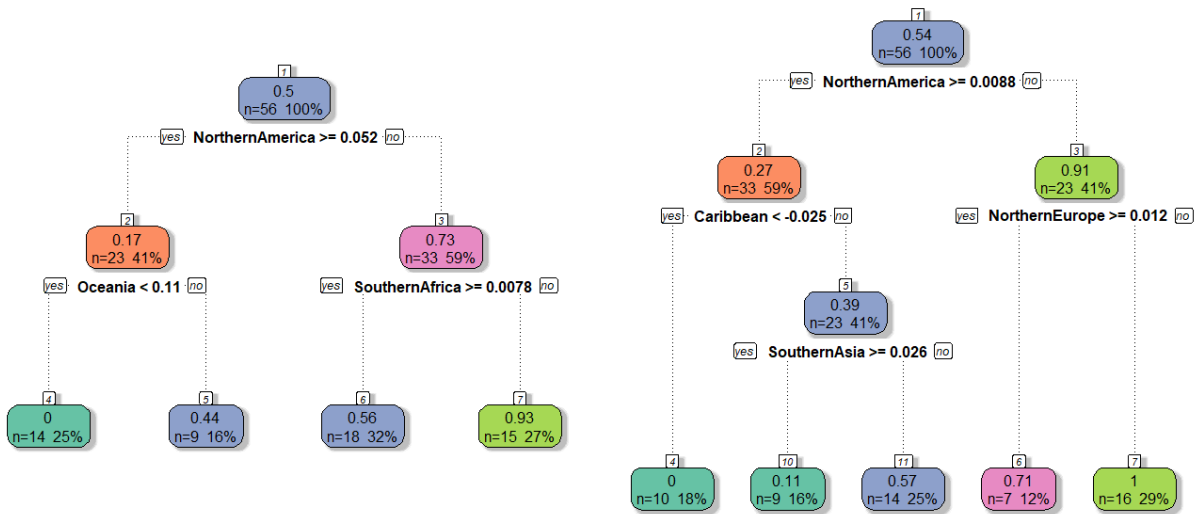 1
0.5
n=56 100%
yes NorthernAmerica >= 0.052 no
2
0.17
n=23 41%
yes Oceania < 0.11 no
3
0.73
n=33 59%
yes SouthernAfrica >= 0.0078 no
4
0
n=14 25%
5
0.44
n=9 16%
6
0.56
n=18 32%
7
0.93
n=15 27%
1
0.54
n=56 100%
yes NorthernAmerica >= 0.0088 no
2
0.27
n=33 59%
yes Caribbean < -0.025 no
3
0.91
n=23 41%
yes NorthernEurope >= 0.012 no
5
0.39
n=23 41%
yes SouthernAsia >= 0.026 no
4
0
n=10 18%
10
0.11
n=9 16%
11
0.57
n=14 25%
6
0.71
n=7 12%
7
1
n=16 29%